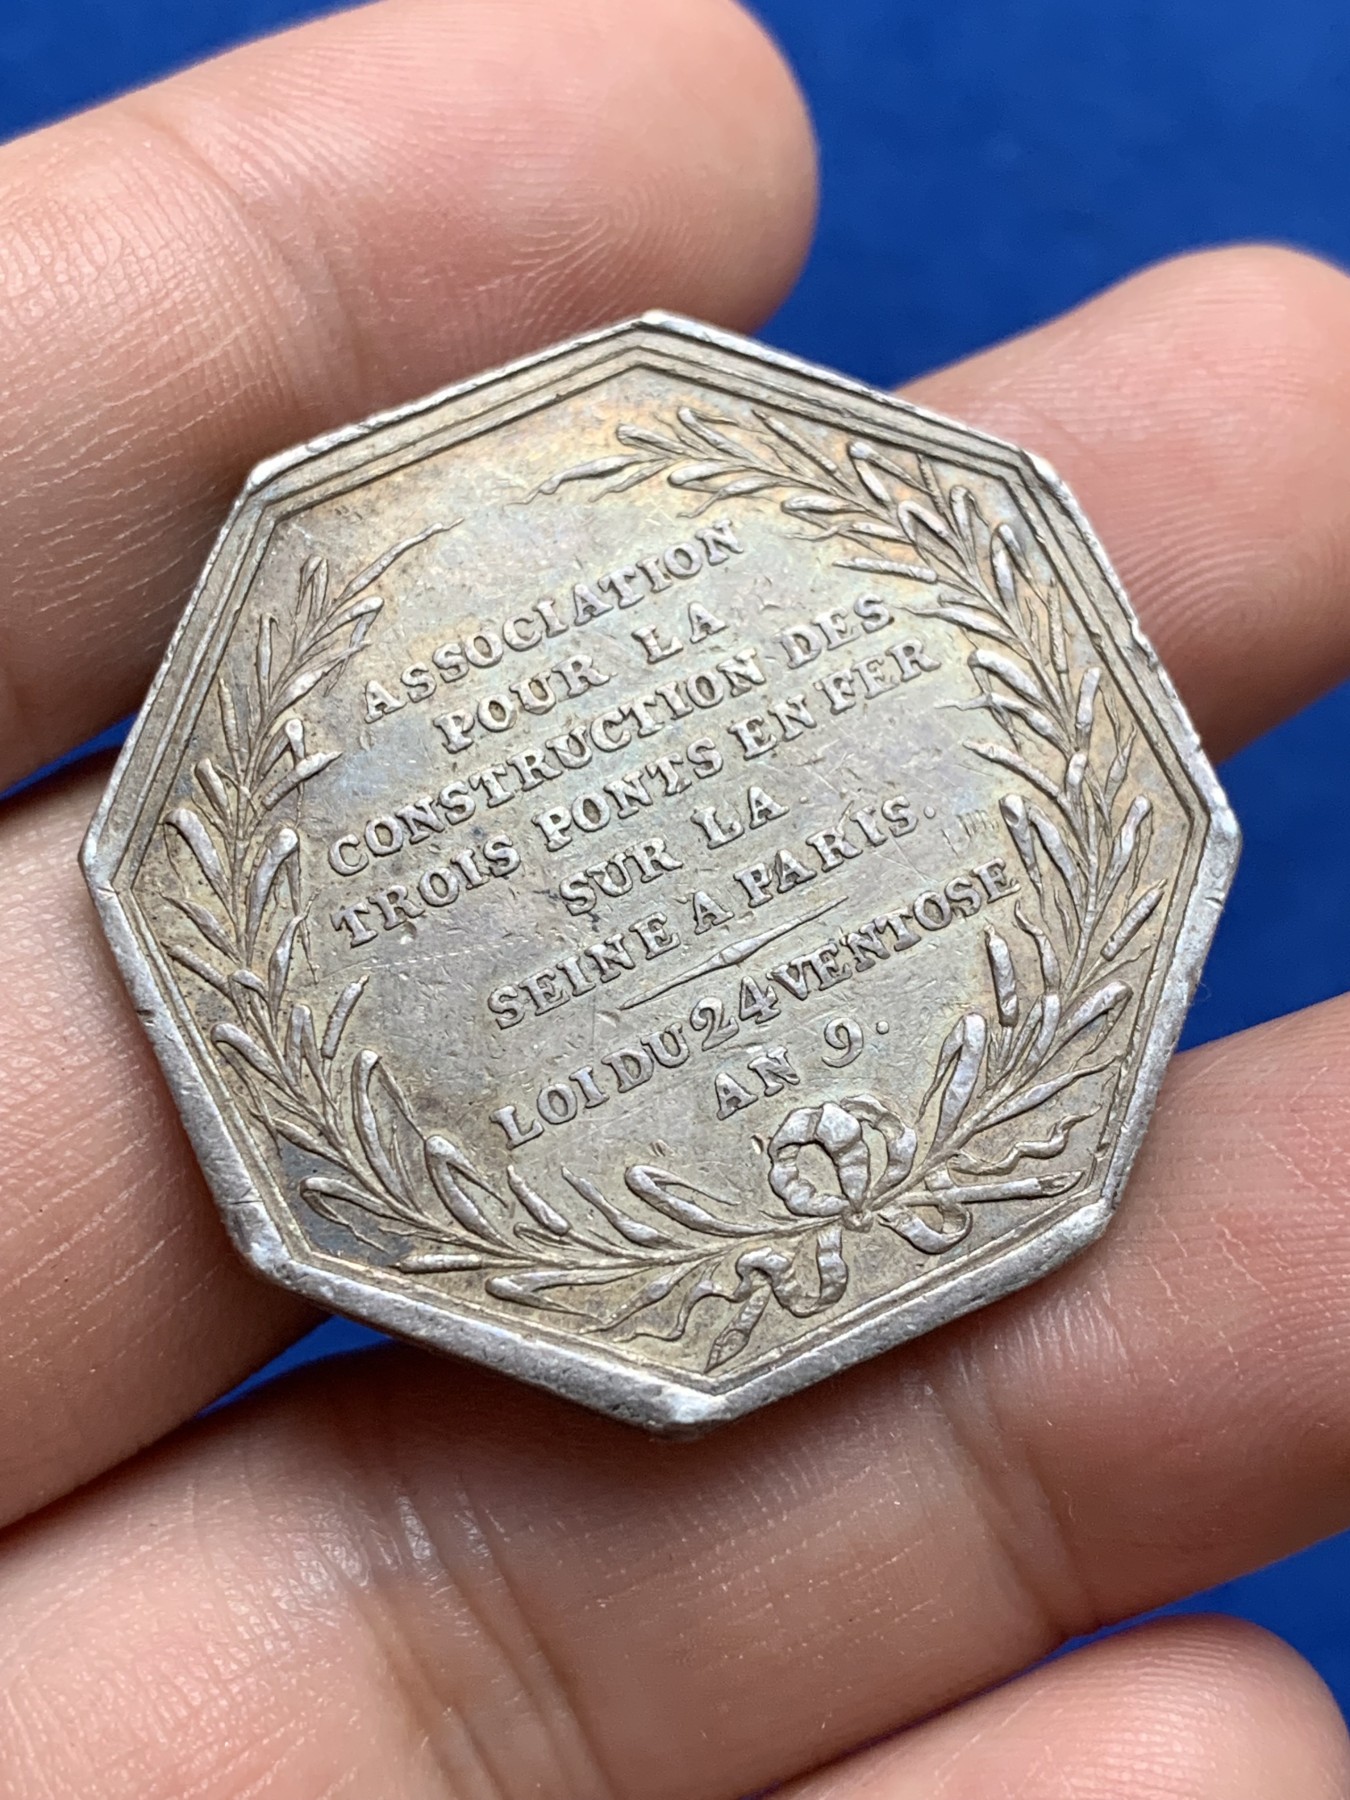 ASSOCIATION
POUR LA
CONSTRUCTION DES
TROIS PONTS EN FER
SUR LA
SEINE A PARIS.
LOI DU 24 VENTOSE
AN 9.